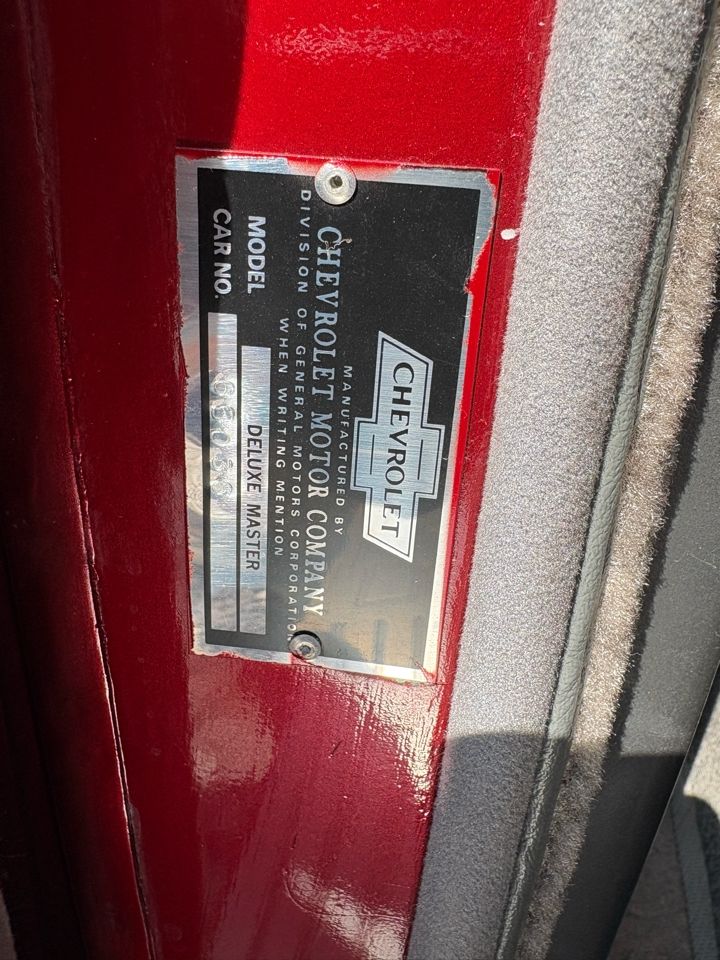 CHEVROLET
MANUFACTURED BY
CHEVROLET MOTOR COMPANY
DIVISION OF GENERAL MOTORS CORPORATION
WHEN WRITING MENTION
MODEL DELUXE MASTER
CAR NO.